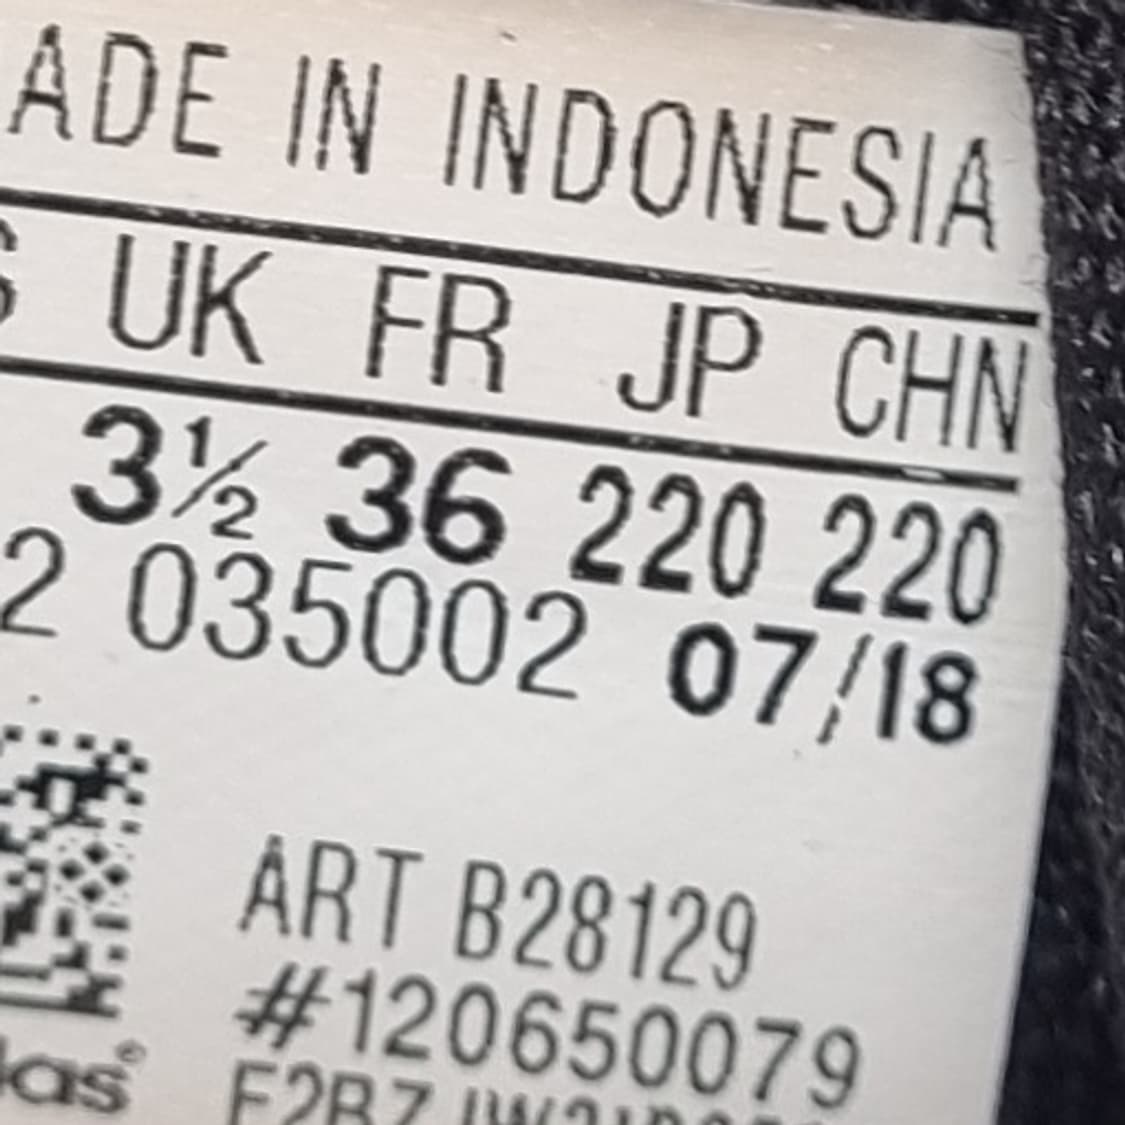 ADE IN INDONESIA
UK FR JP CHN
3½ 36 220 220
2 035002 07/18
ART B28129
#120650079
das®